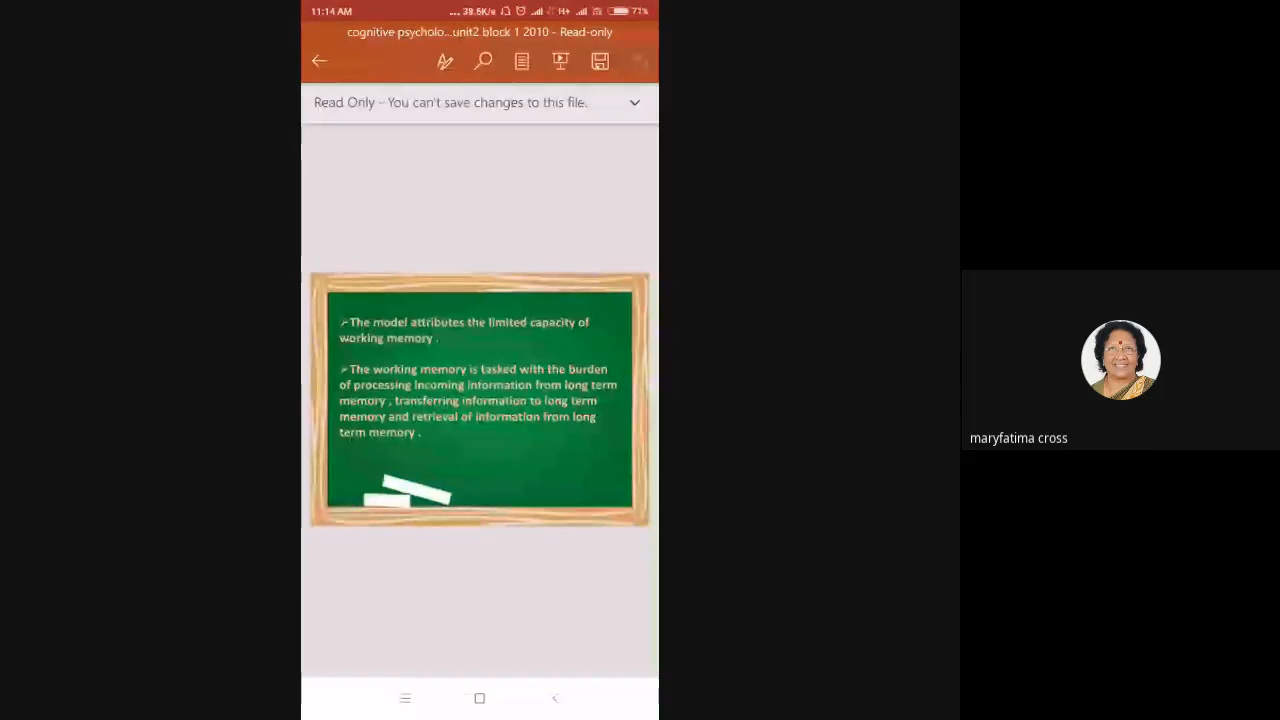 11:14 AM
... 39.5K/s
H+
77%
cognitive psycholo...unit2 block 1 2010 - Read-only
Read Only – You can't save changes to this file.
➢The model attributes the limited capacity of
working memory .
➢The working memory is tasked with the burden
of processing incoming information from long term
memory , transferring information to long term
memory and retrieval of information from long
term memory .
maryfatima cross